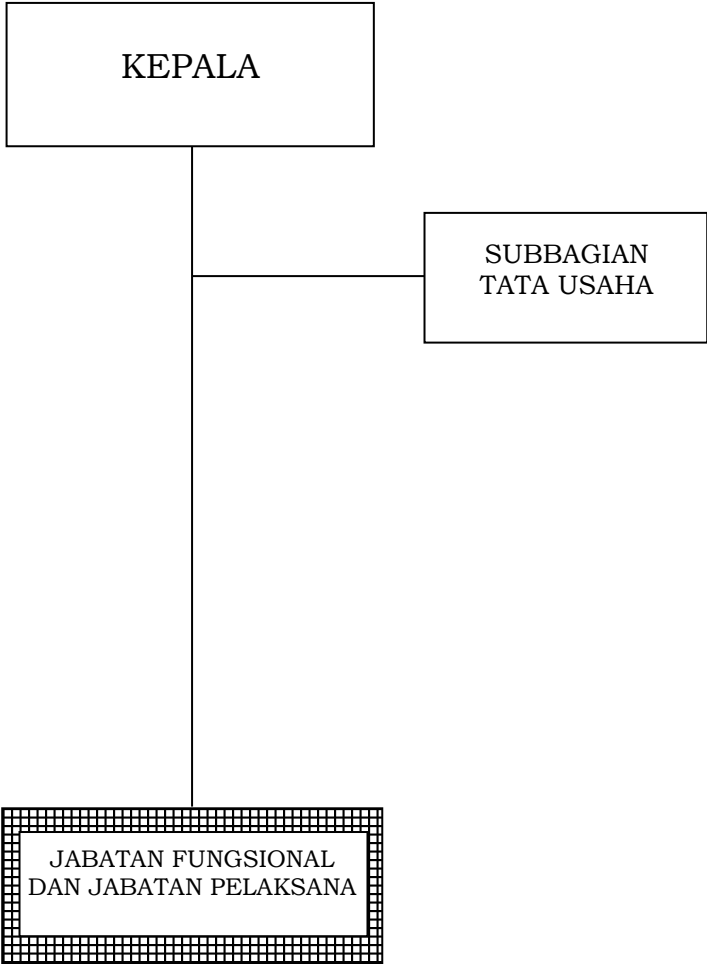 KEPALA
SUBBAGIAN
TATA USAHA
JABATAN FUNGSIONAL
DAN JABATAN PELAKSANA